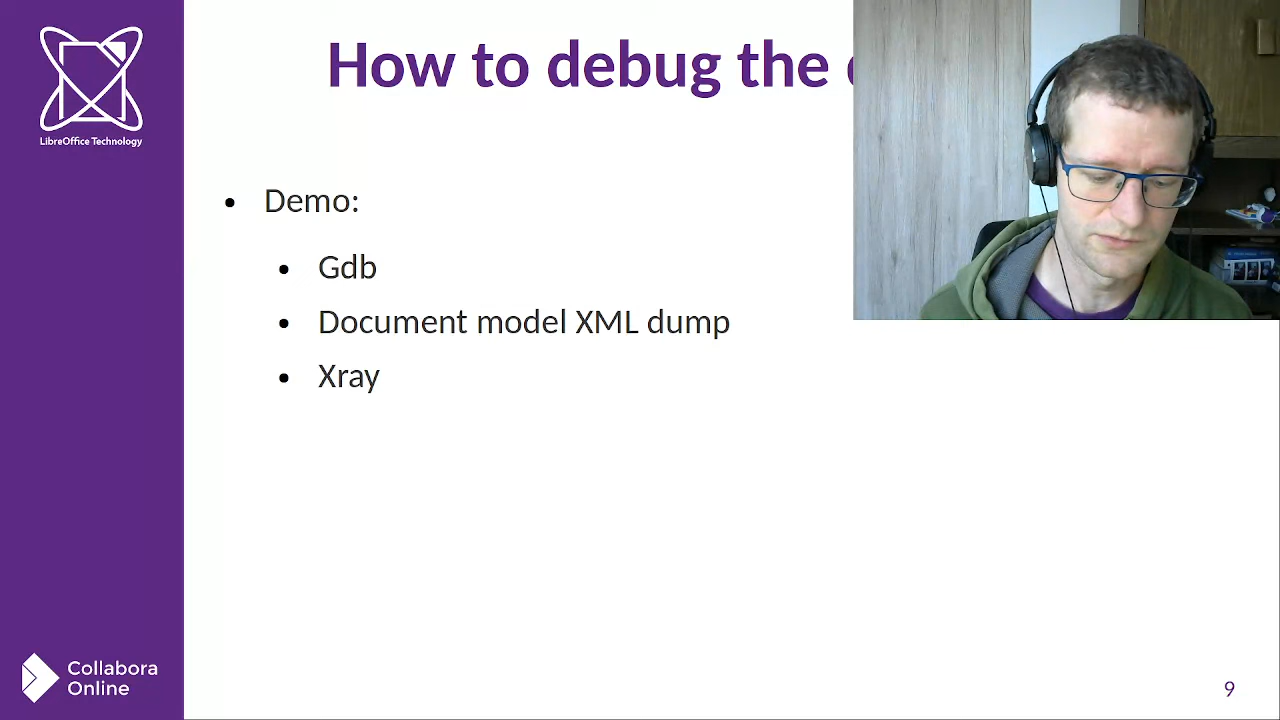 How to debug the
LibreOffice Technology
Demo:
Gdb
Document model XML dump
Xray
Collabora
Online
9